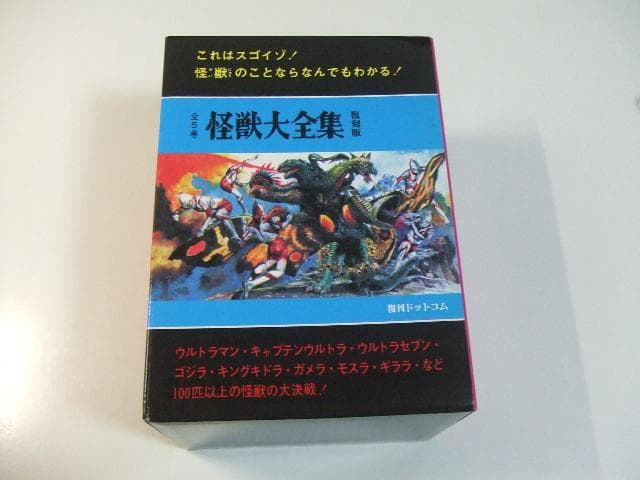 これはスゴイゾ!
怪獣のことならなんでもわかる!
全5巻 怪獣大全集 復刻版
復刊ドットコム
ウルトラマン・キャプテンウルトラ・ウルトラセブン・
ゴジラ・キングギドラ・ガメラ・モスラ・ギララ・など
100匹以上の怪獣の大決戦!